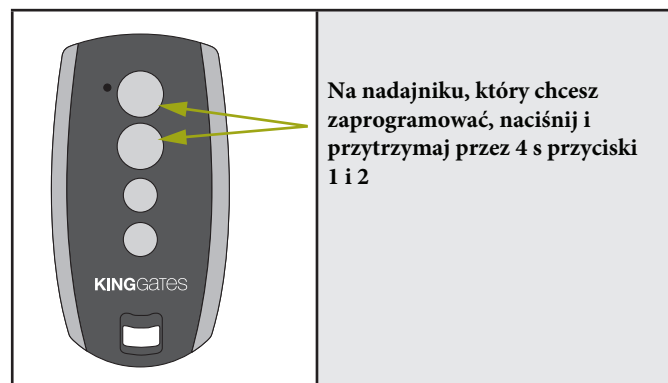 Na nadajniku, który chcesz
zaprogramować, naciśnij i
przytrzymaj przez 4 s przyciski
1 i 2
KINGGATES